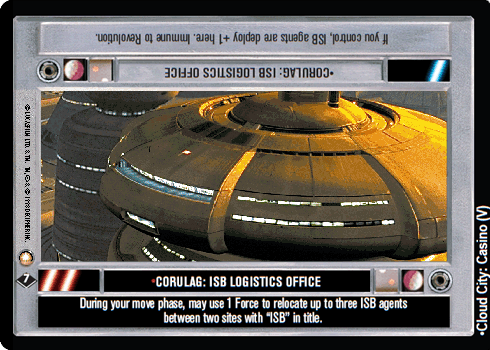 If you control, ISB agents are deploy +1 here. Immune to Revolution.
•CORULAG: ISB LOGISTICS OFFICE
•CORULAG: ISB LOGISTICS OFFICE
7
During your move phase, may use 1 Force to relocate up to three ISB agents
between two sites with "ISB" in title.
•Cloud City: Casino (V)